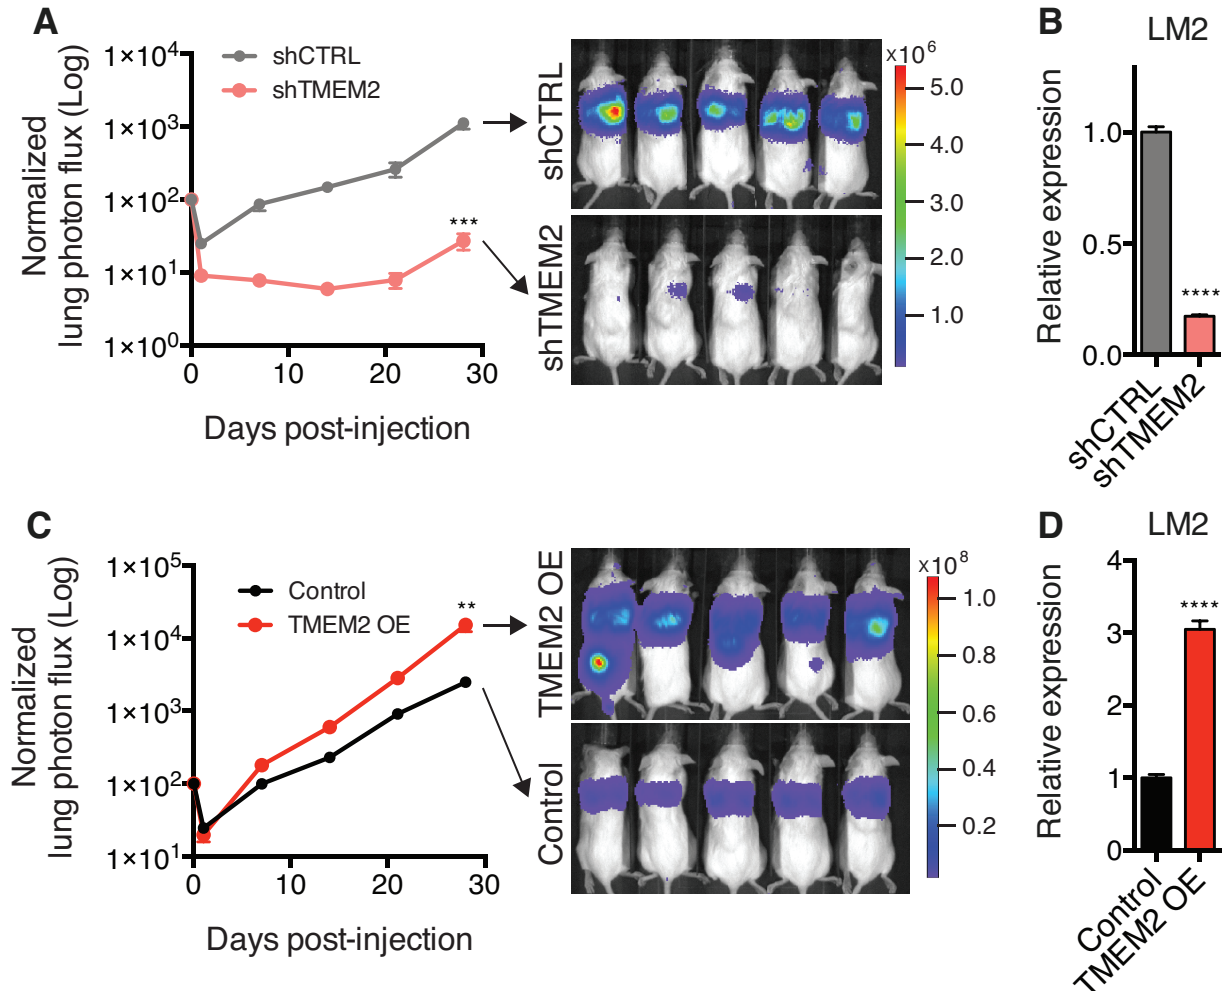 A
Normalized
lung photon flux (Log)
1×10⁴
1×10³
1×10²
1×10¹
1×10⁰
shCTRL
shTMEM2
***
0
10
20
30
Days post-injection
shCTRL
shTMEM2
x10⁶
5.0
4.0
3.0
2.0
1.0
B
LM2
Relative expression
1.0
0.5
0.0
****
shCTRL
shTMEM2
C
Normalized
lung photon flux (Log)
1×10⁵
1×10⁴
1×10³
1×10²
1×10¹
Control
TMEM2 OE
**
0
10
20
30
Days post-injection
TMEM2 OE
Control
x10⁸
1.0
0.8
0.6
0.4
0.2
D
LM2
Relative expression
4
3
2
1
0
****
Control
TMEM2 OE